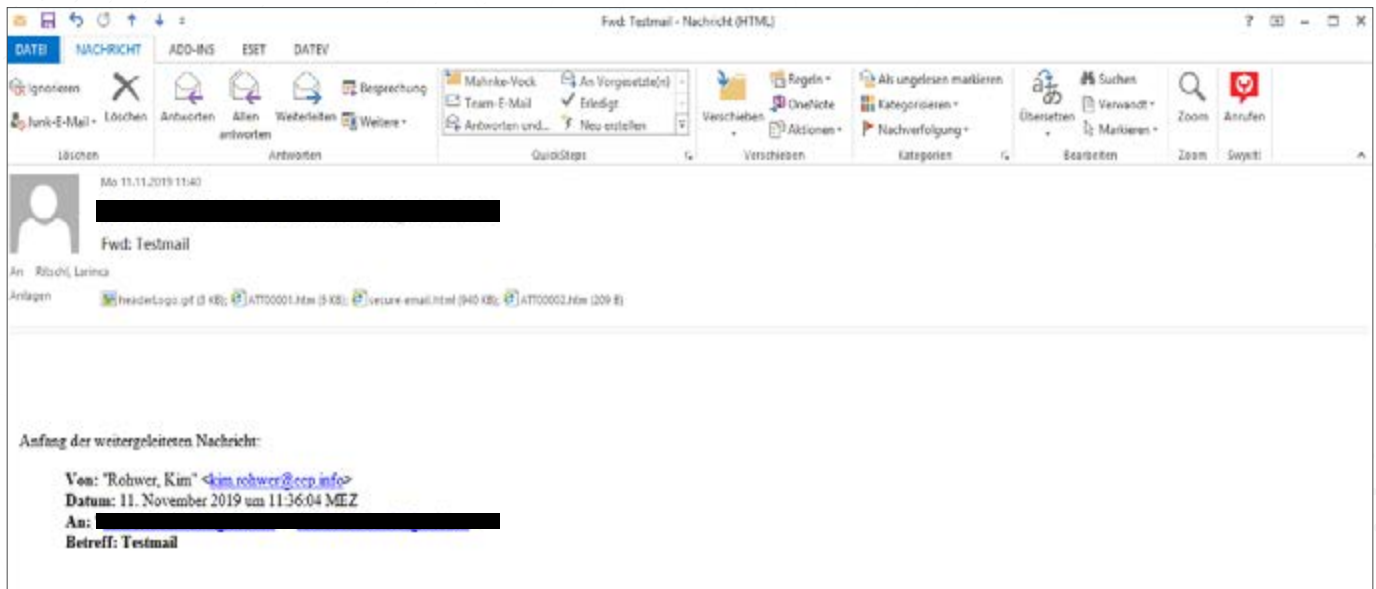 Fwd: Testmail - Nachricht (HTML)
DATEI NACHRICHT ADD-INS ESET DATEV
Ignorieren
Junk-E-Mail
Löschen
Antworten
Allen antworten
Weiterleiten
Besprechung
Weitere
Mahnke-Vock
Team-E-Mail
Antworten und...
An Vorgesetzte(n)
Erledigt
Neu erstellen
Verschieben
Regeln
OneNote
Aktionen
Als ungelesen markieren
Kategorisieren
Nachverfolgung
Übersetzen
Suchen
Verwandt
Markieren
Zoom
Anrufen
Löschen Antworten QuickSteps Verschieben Kategorien Bearbeiten Zoom
Mo 11.11.2019 11:40
Fwd: Testmail
An
Anlagen headerLogo.gif (3 KB); ATT00001.htm (5 KB); secure-email.html (940 KB); ATT00002.htm (209 B)
Anfang der weitergeleiteten Nachricht:
Von: "Rohwer, Kim" <kim.rohwer@ecp.info>
Datum: 11. November 2019 um 11:36:04 MEZ
An:
Betreff: Testmail